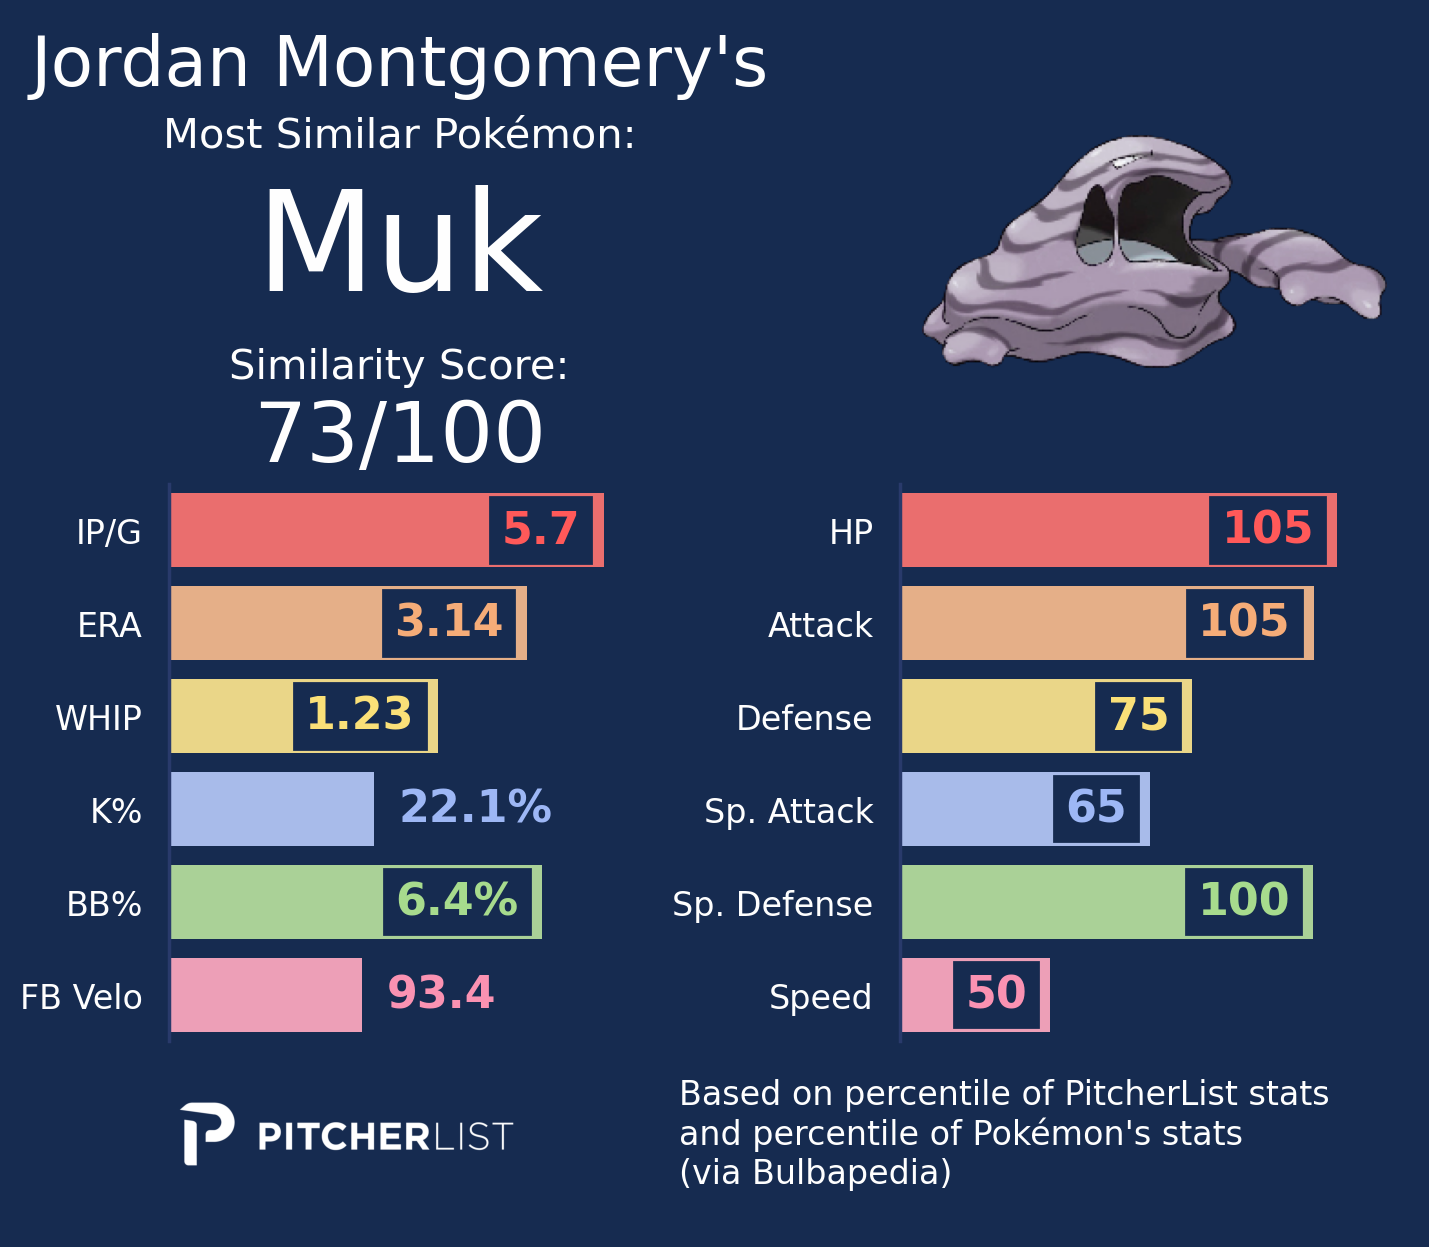 Jordan Montgomery's
Most Similar Pokémon:
Muk
Similarity Score:
73/100
IP/G 5.7
ERA 3.14
WHIP 1.23
K% 22.1%
BB% 6.4%
FB Velo 93.4
HP 105
Attack 105
Defense 75
Sp. Attack 65
Sp. Defense 100
Speed 50
PITCHERLIST
Based on percentile of PitcherList stats
and percentile of Pokémon's stats
(via Bulbapedia)